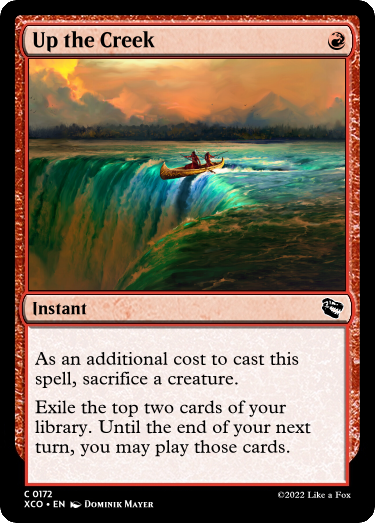 Up the Creek
Instant
As an additional cost to cast this
spell, sacrifice a creature.
Exile the top two cards of your
library. Until the end of your next
turn, you may play those cards.
C 0172
XCO • EN Dominik Mayer
©2022 Like a Fox